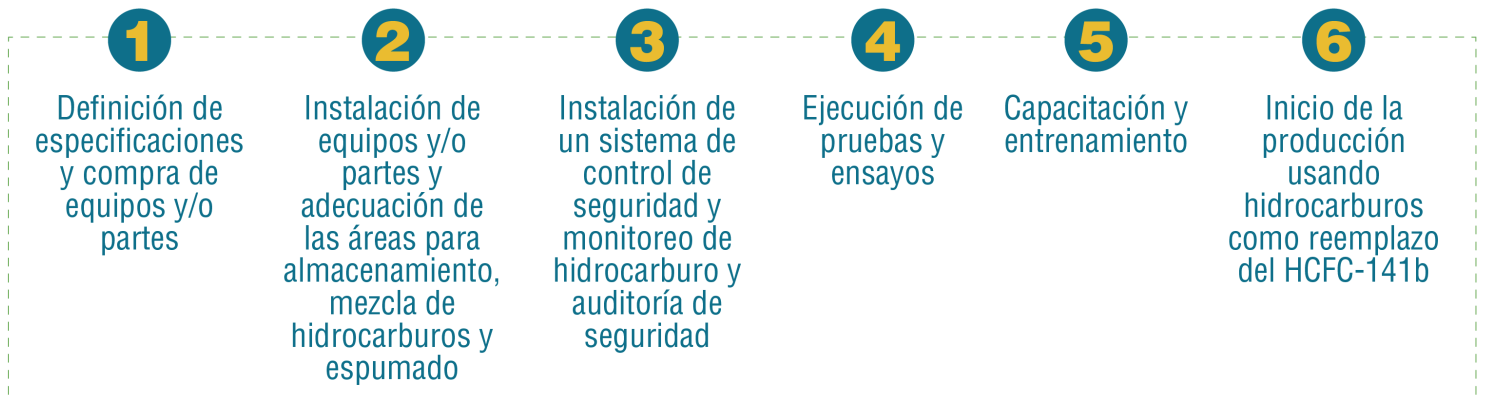 1
Definición de
especificaciones
y compra de
equipos y/o
partes
2
Instalación de
equipos y/o
partes y
adecuación de
las áreas para
almacenamiento,
mezcla de
hidrocarburos y
espumado
3
Instalación de
un sistema de
control de
seguridad y
monitoreo de
hidrocarburo y
auditoría de
seguridad
4
Ejecución de
pruebas y
ensayos
5
Capacitación y
entrenamiento
6
Inicio de la
producción
usando
hidrocarburos
como reemplazo
del HCFC-141b